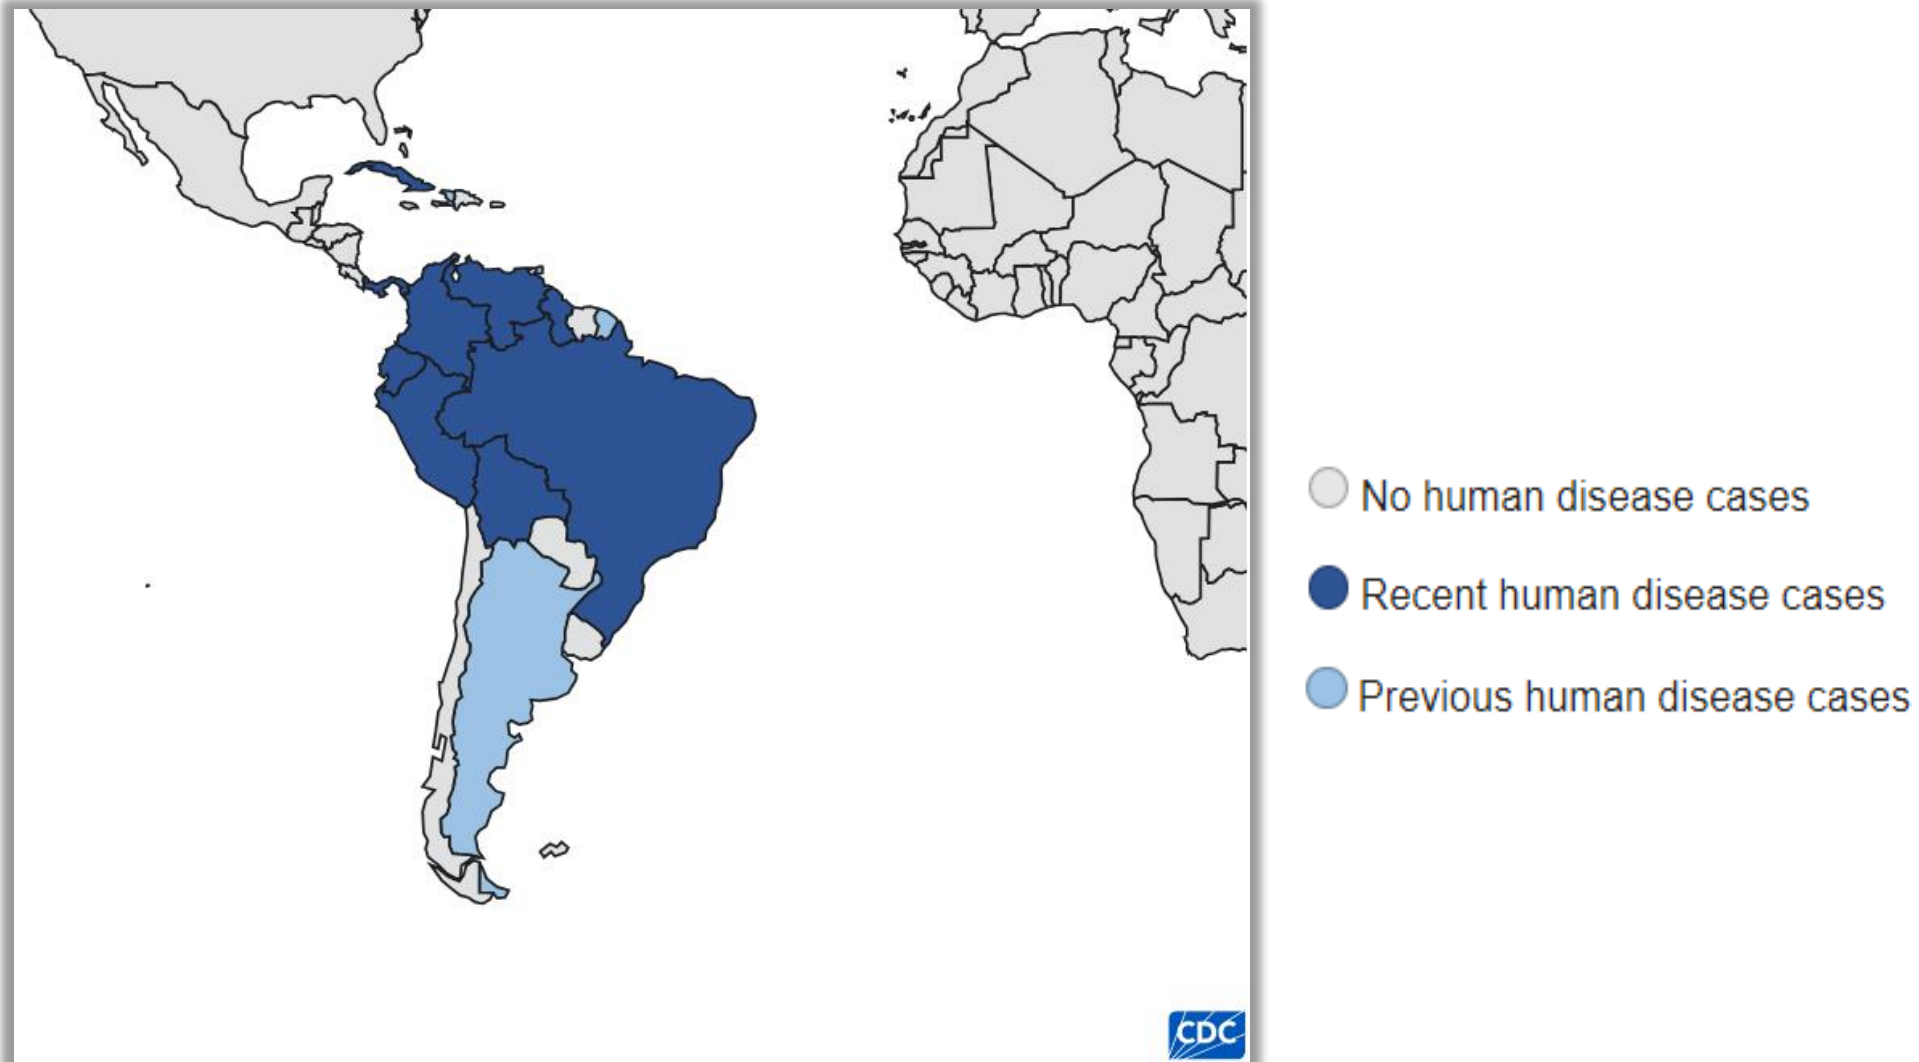 No human disease cases
Recent human disease cases
Previous human disease cases
CDC